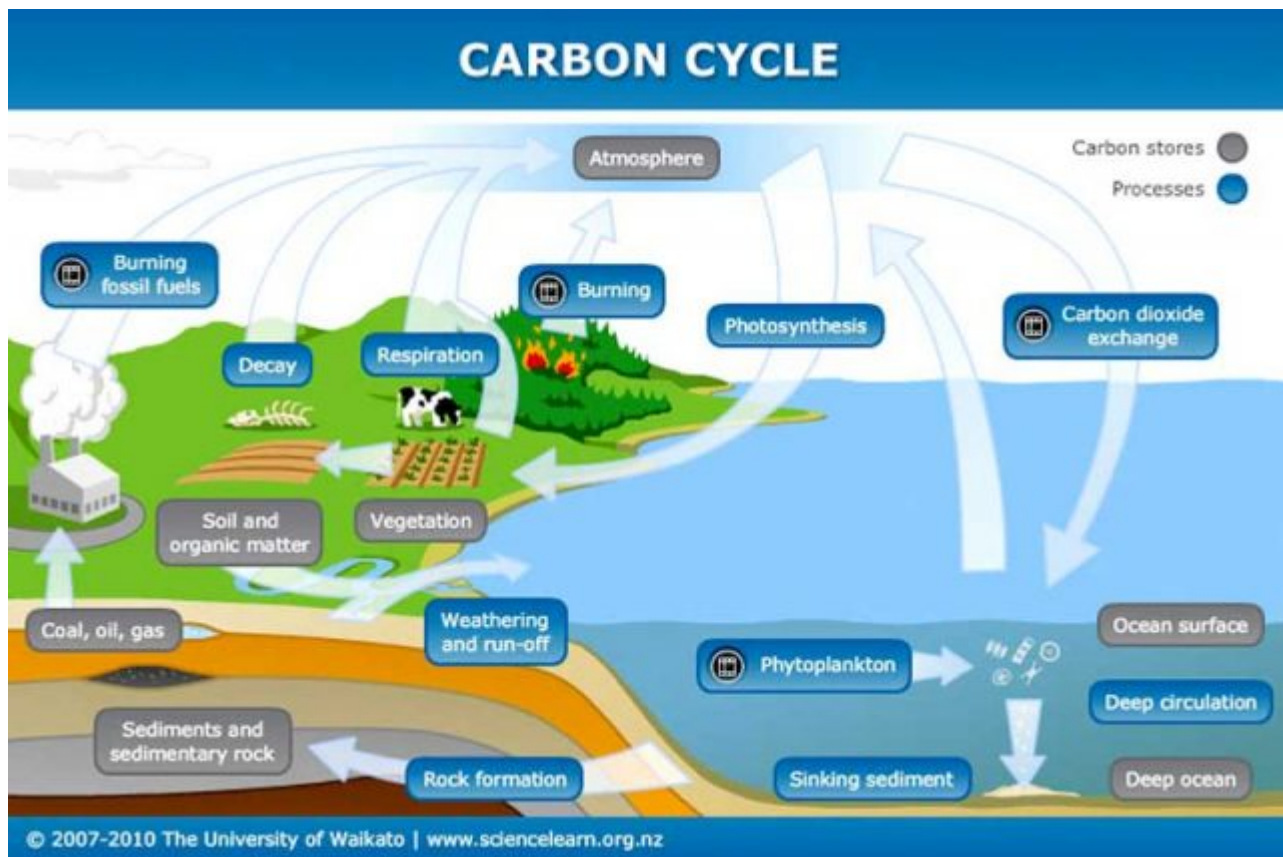 CARBON CYCLE
Atmosphere
Carbon stores
Processes
Burning
fossil fuels
Burning
Photosynthesis
Carbon dioxide
exchange
Decay
Respiration
Soil and
organic matter
Vegetation
Coal, oil, gas
Weathering
and run-off
Ocean surface
Phytoplankton
Deep circulation
Sediments and
sedimentary rock
Rock formation
Sinking sediment
Deep ocean
© 2007-2010 The University of Waikato | www.sciencelearn.org.nz